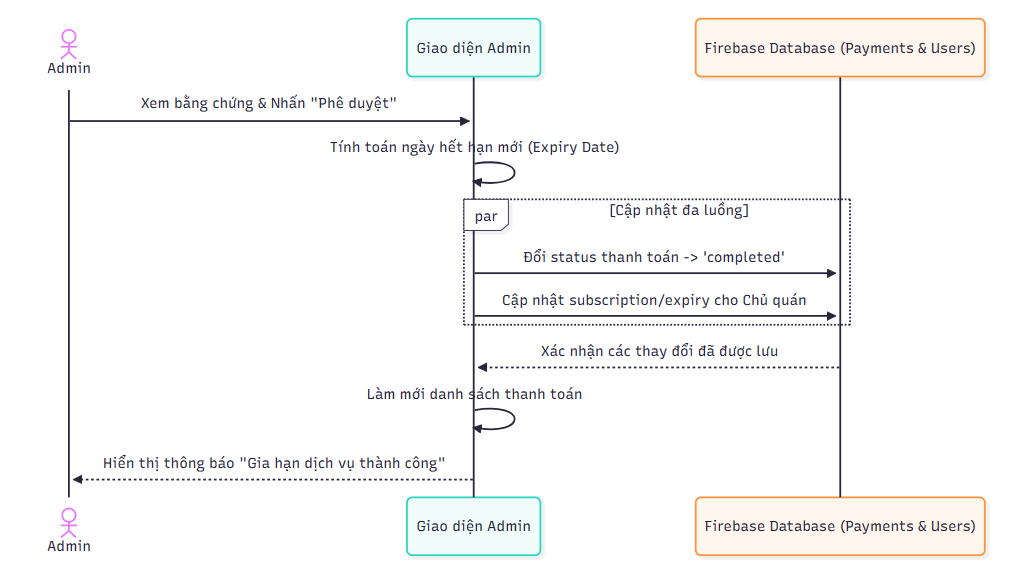 Admin
Giao diện Admin
Firebase Database (Payments & Users)
Xem bằng chứng & Nhấn "Phê duyệt"
Tính toán ngày hết hạn mới (Expiry Date)
par
[Cập nhật đa luồng]
Đổi status thanh toán -> 'completed'
Cập nhật subscription/expiry cho Chủ quán
Xác nhận các thay đổi đã được lưu
Làm mới danh sách thanh toán
Hiển thị thông báo "Gia hạn dịch vụ thành công"
Admin
Giao diện Admin
Firebase Database (Payments & Users)